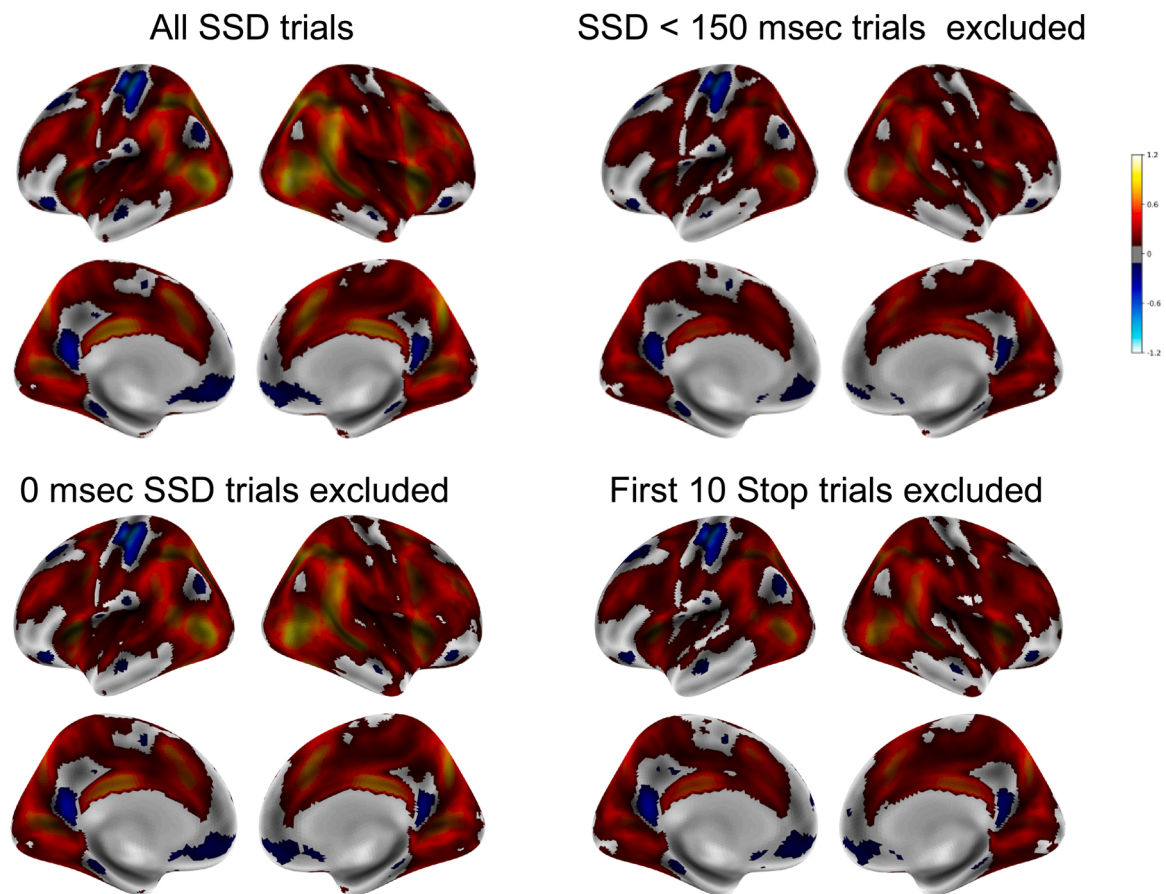 All SSD trials
SSD < 150 msec trials excluded
1.2
0.6
0
-0.6
-1.2
0 msec SSD trials excluded
First 10 Stop trials excluded